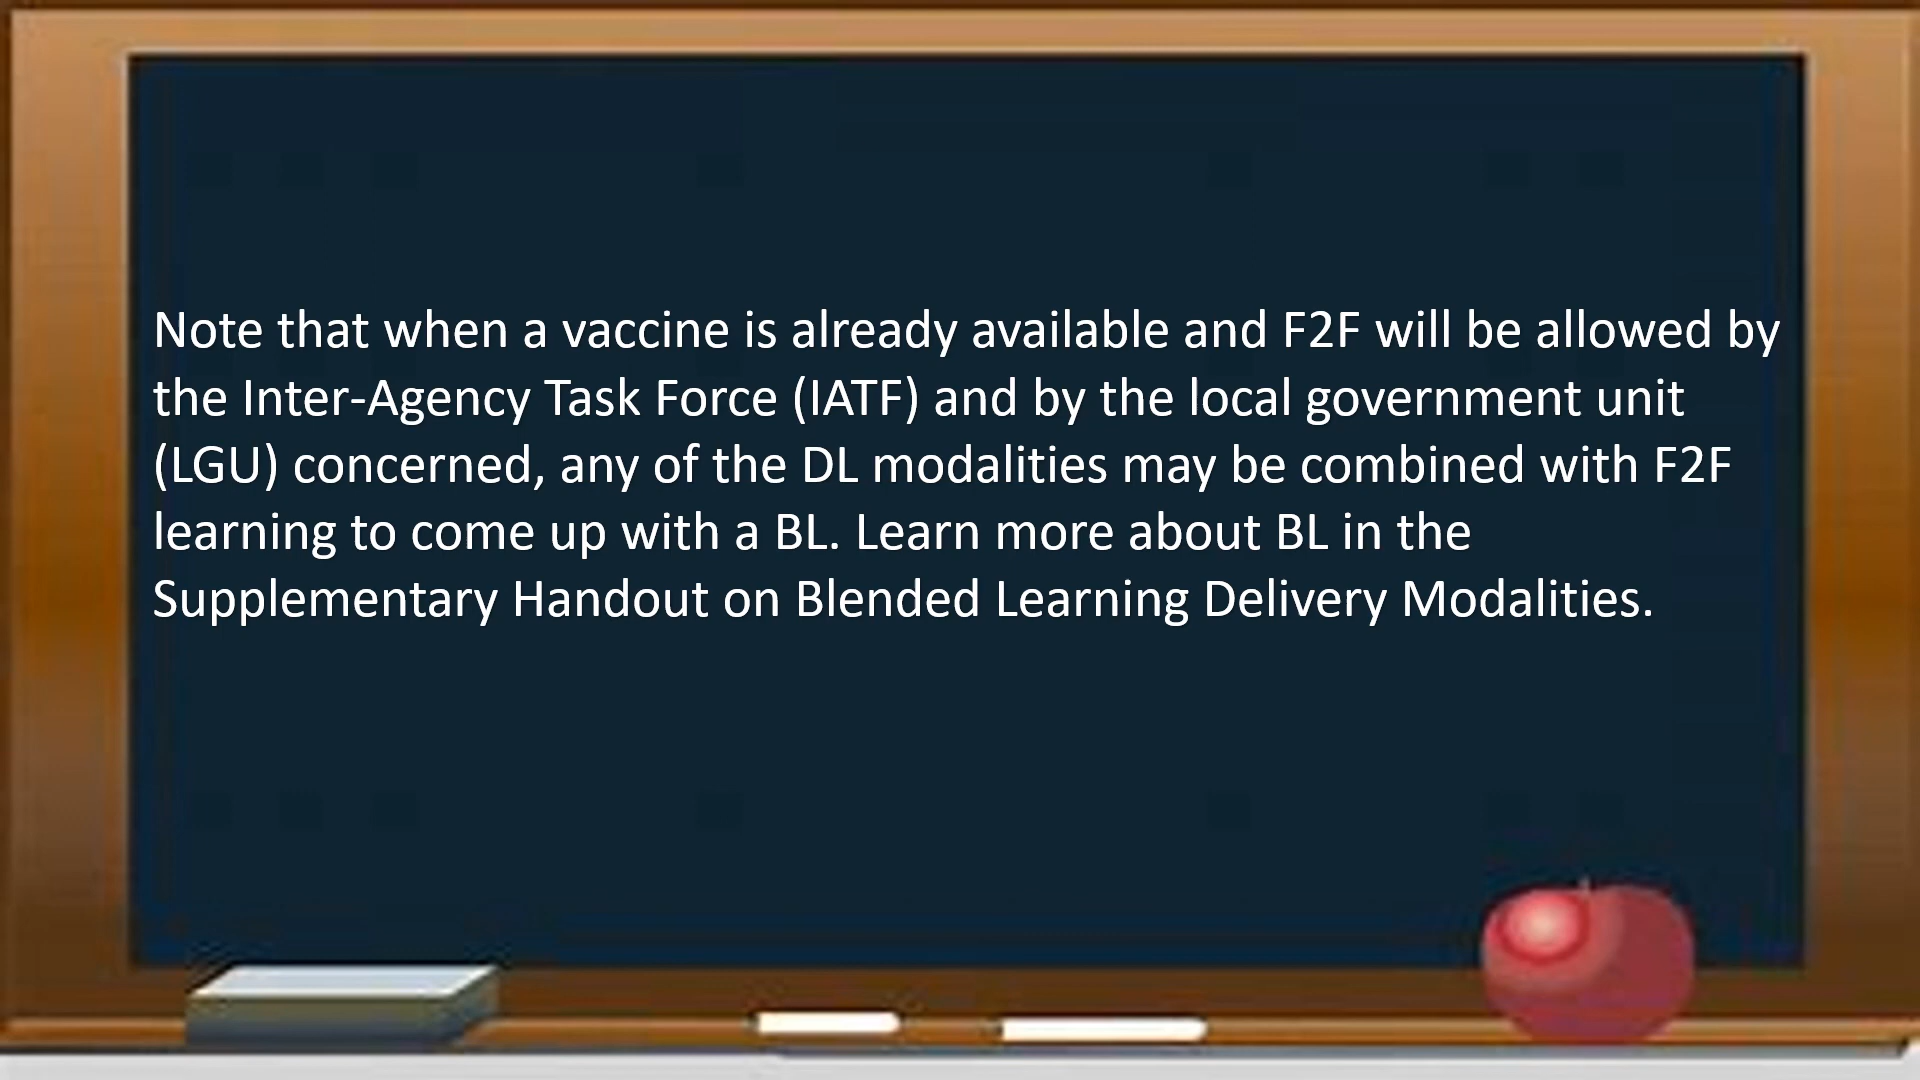 Note that when a vaccine is already available and F2F will be allowed by
the Inter-Agency Task Force (IATF) and by the local government unit
(LGU) concerned, any of the DL modalities may be combined with F2F
learning to come up with a BL. Learn more about BL in the
Supplementary Handout on Blended Learning Delivery Modalities.